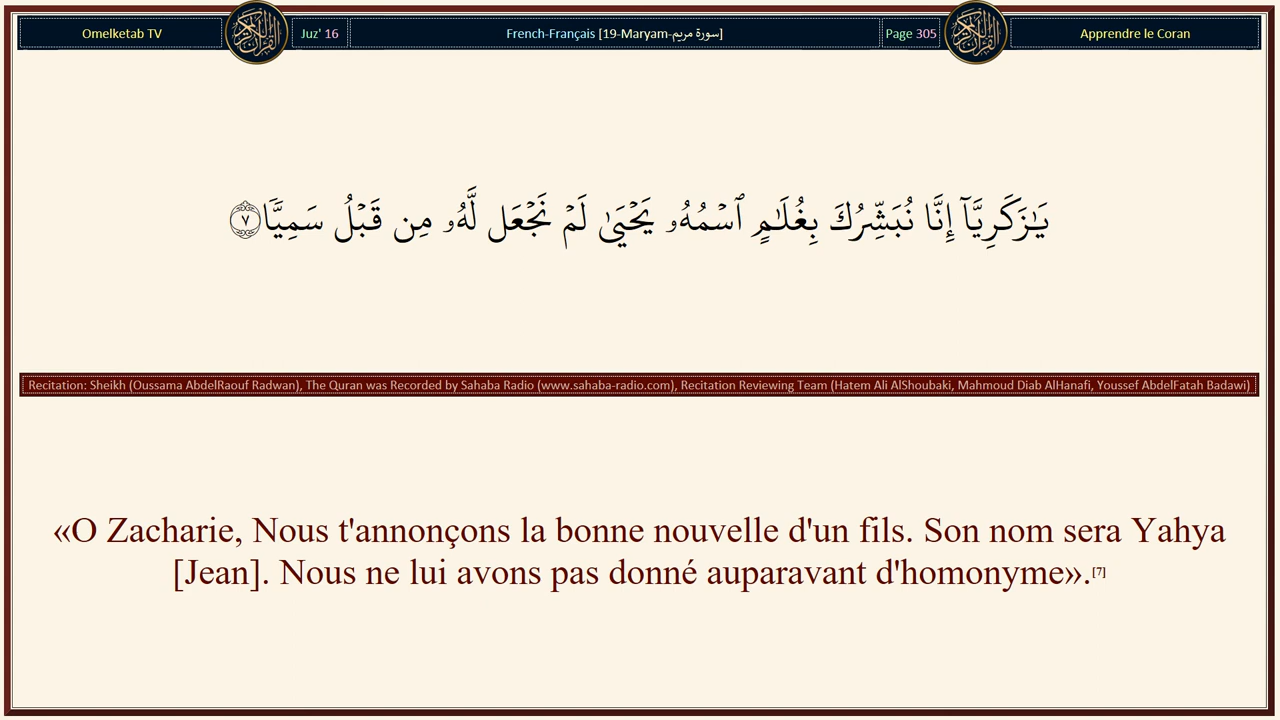 Omelketab TV
Juz' 16
French-Français [19-Maryam-سورة مريم]
Page 305
Apprendre le Coran
يَـٰزَكَرِيَّآ إِنَّا نُبَشِّرُكَ بِغُلَـٰمٍ ٱسْمُهُۥ يَحْيَىٰ لَمْ نَجْعَل لَّهُۥ مِن قَبْلُ سَمِيًّا ٧
Recitation: Sheikh (Oussama AbdelRaouf Radwan), The Quran was Recorded by Sahaba Radio (www.sahaba-radio.com), Recitation Reviewing Team (Hatem Ali AlShoubaki, Mahmoud Diab AlHanafi, Youssef AbdelFatah Badawi)
«O Zacharie, Nous t'annonçons la bonne nouvelle d'un fils. Son nom sera Yahya
[Jean]. Nous ne lui avons pas donné auparavant d'homonyme».[7]